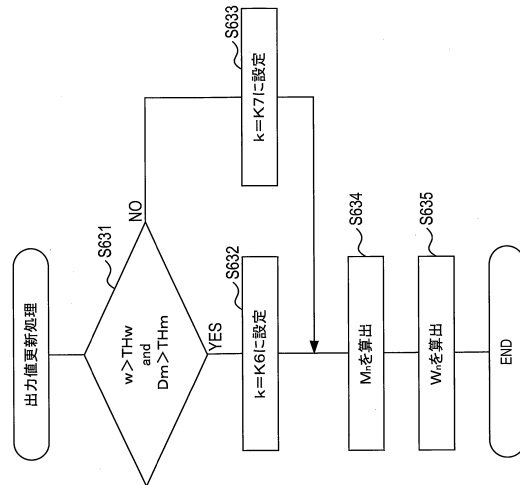 出力値更新処理
S631
w>THw
and
Dm>THm
NO
YES
S632
k=K6に設定
S633
k=K7に設定
S634
Mnを算出
S635
Wnを算出
END